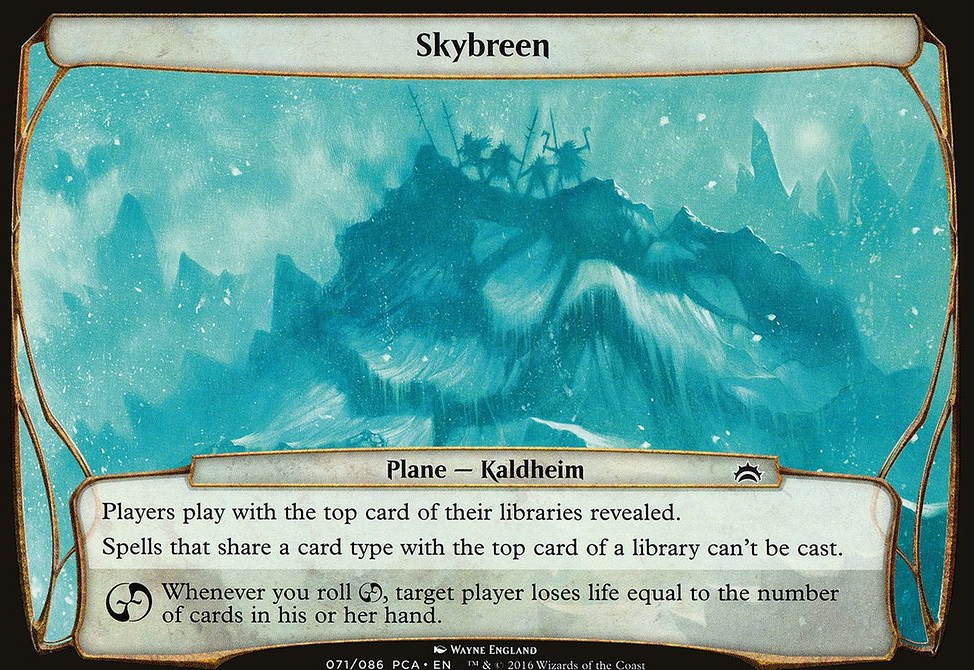 Skybreen
Plane — Kaldheim
Players play with the top card of their libraries revealed.
Spells that share a card type with the top card of a library can't be cast.
Whenever you roll , target player loses life equal to the number
of cards in his or her hand.
Wayne England
071/086 PCA • EN ™ & © 2016 Wizards of the Coast